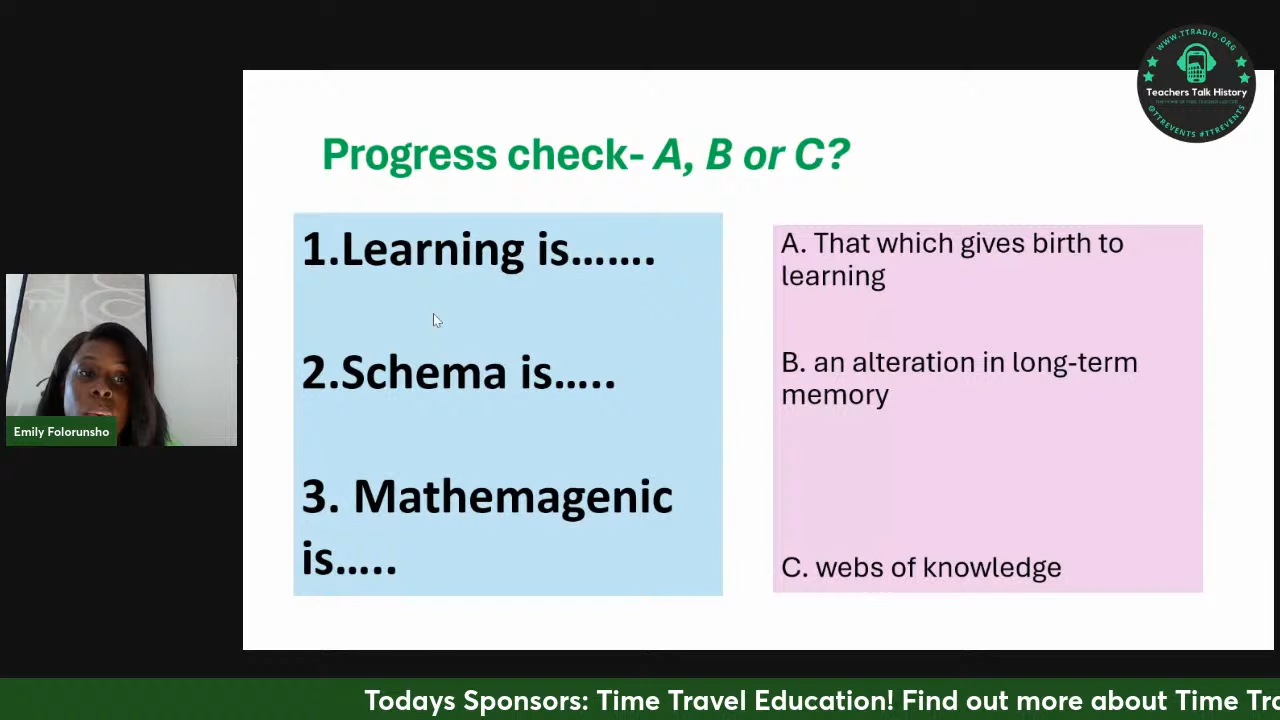 WWW.TTRADIO.ORG
Teachers Talk History
@TTREVENTS #TTREVENTS
Progress check- A, B or C?
1.Learning is.......
2.Schema is.....
3. Mathemagenic
is.....
A. That which gives birth to
learning
B. an alteration in long-term
memory
C. webs of knowledge
Emily Folorunsho
Todays Sponsors: Time Travel Education! Find out more about Time Tra